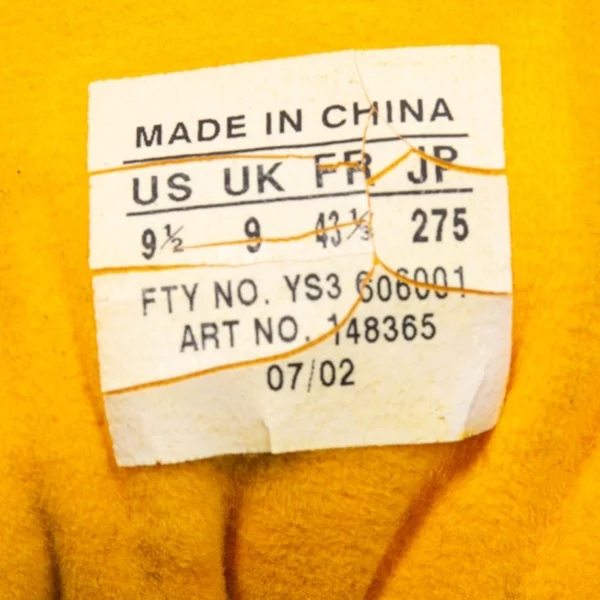 MADE IN CHINA
US UK FR JP
9½ 9 43⅓ 275
FTY NO. YS3 606001
ART NO. 148365
07/02